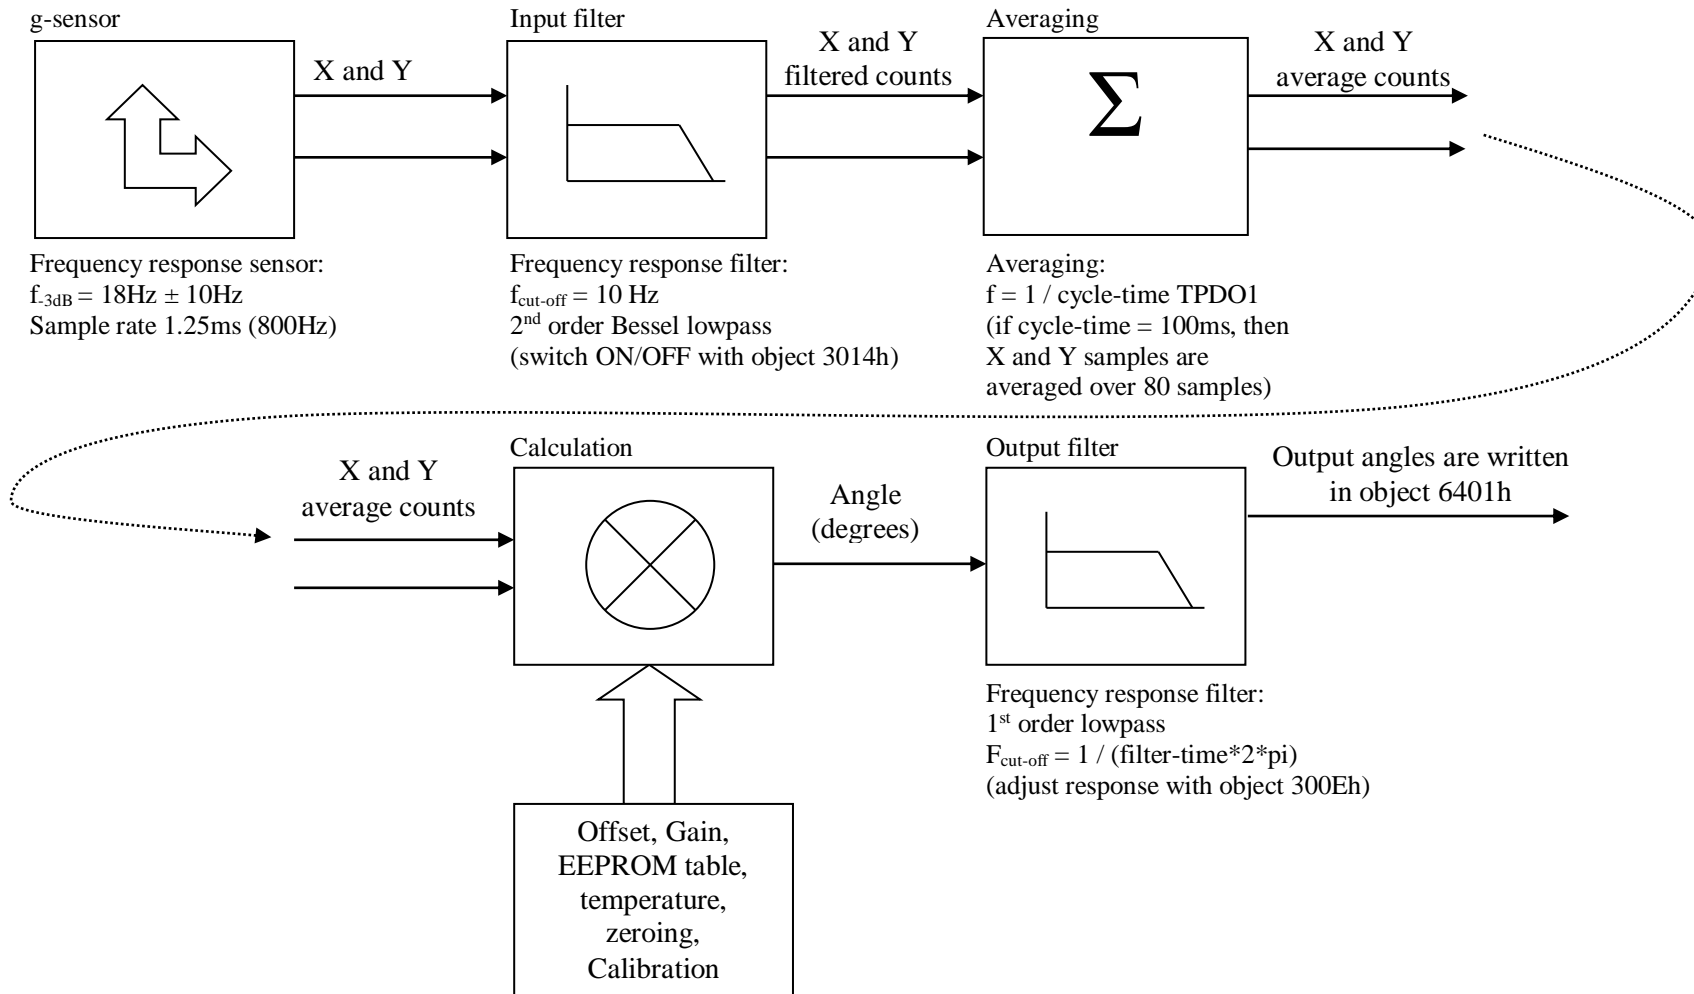 g-sensor
X and Y
Frequency response sensor:
f-3dB = 18Hz ± 10Hz
Sample rate 1.25ms (800Hz)
Input filter
X and Y
filtered counts
Frequency response filter:
fcut-off = 10 Hz
2nd order Bessel lowpass
(switch ON/OFF with object 3014h)
Averaging
Σ
X and Y
average counts
Averaging:
f = 1 / cycle-time TPDO1
(if cycle-time = 100ms, then
X and Y samples are
averaged over 80 samples)
X and Y
average counts
Calculation
Angle
(degrees)
Offset, Gain,
EEPROM table,
temperature,
zeroing,
Calibration
Output filter
Output angles are written
in object 6401h
Frequency response filter:
1st order lowpass
Fcut-off = 1 / (filter-time*2*pi)
(adjust response with object 300Eh)